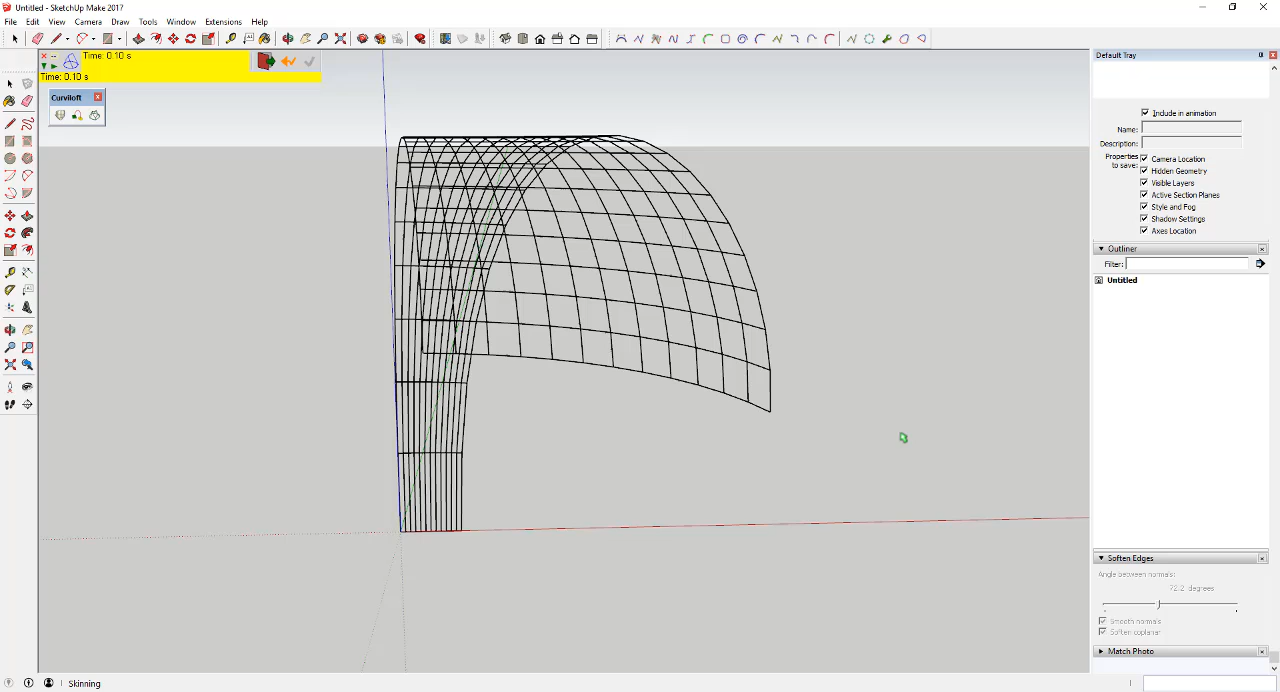 Untitled - SketchUp Make 2017
File Edit View Camera Draw Tools Window Extensions Help
Time: 0.10 s
Time: 0.10 s
Curviloft
Default Tray
Include in animation
Name:
Description:
Properties to save:
Camera Location
Hidden Geometry
Visible Layers
Active Section Planes
Style and Fog
Shadow Settings
Axes Location
Outliner
Filter:
Untitled
Soften Edges
Angle between normals:
72.2 degrees
Smooth normals
Soften coplanar
Match Photo
Skinning